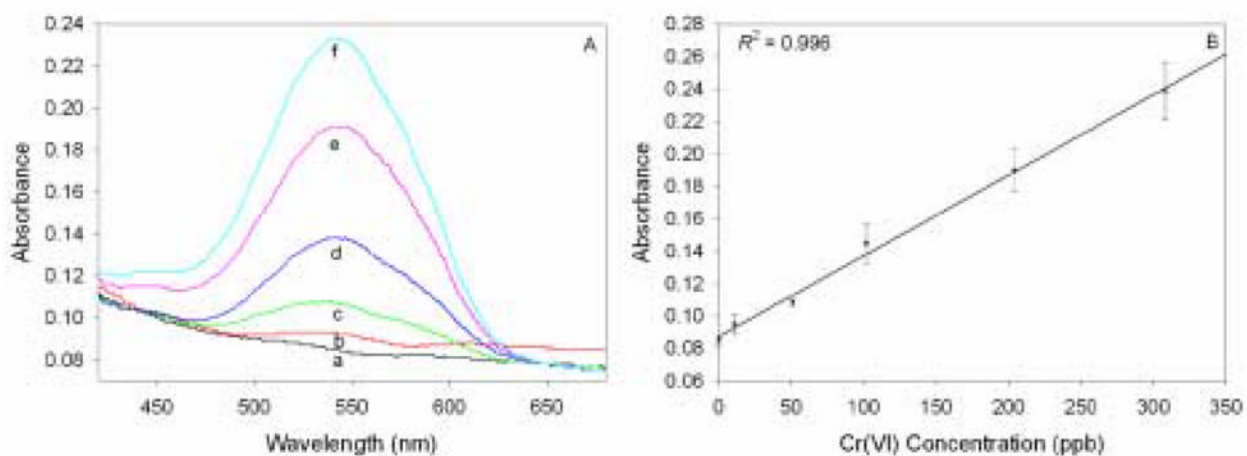 A
0.24
0.22
0.20
0.18
0.16
0.14
0.12
0.10
0.08
Absorbance
f
e
d
c
b
a
450
500
550
600
650
Wavelength (nm)
B
R² = 0.996
0.28
0.26
0.24
0.22
0.20
0.18
0.16
0.14
0.12
0.10
0.08
0.06
Absorbance
0
50
100
150
200
250
300
350
Cr(VI) Concentration (ppb)